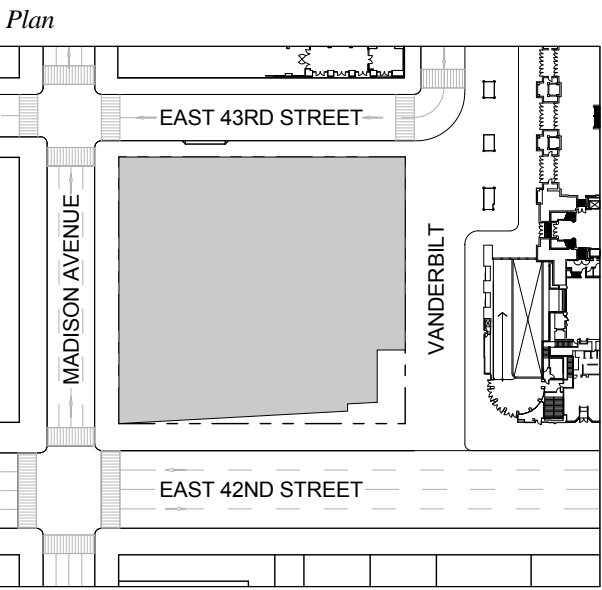 Plan
EAST 43RD STREET
MADISON AVENUE
VANDERBILT
EAST 42ND STREET